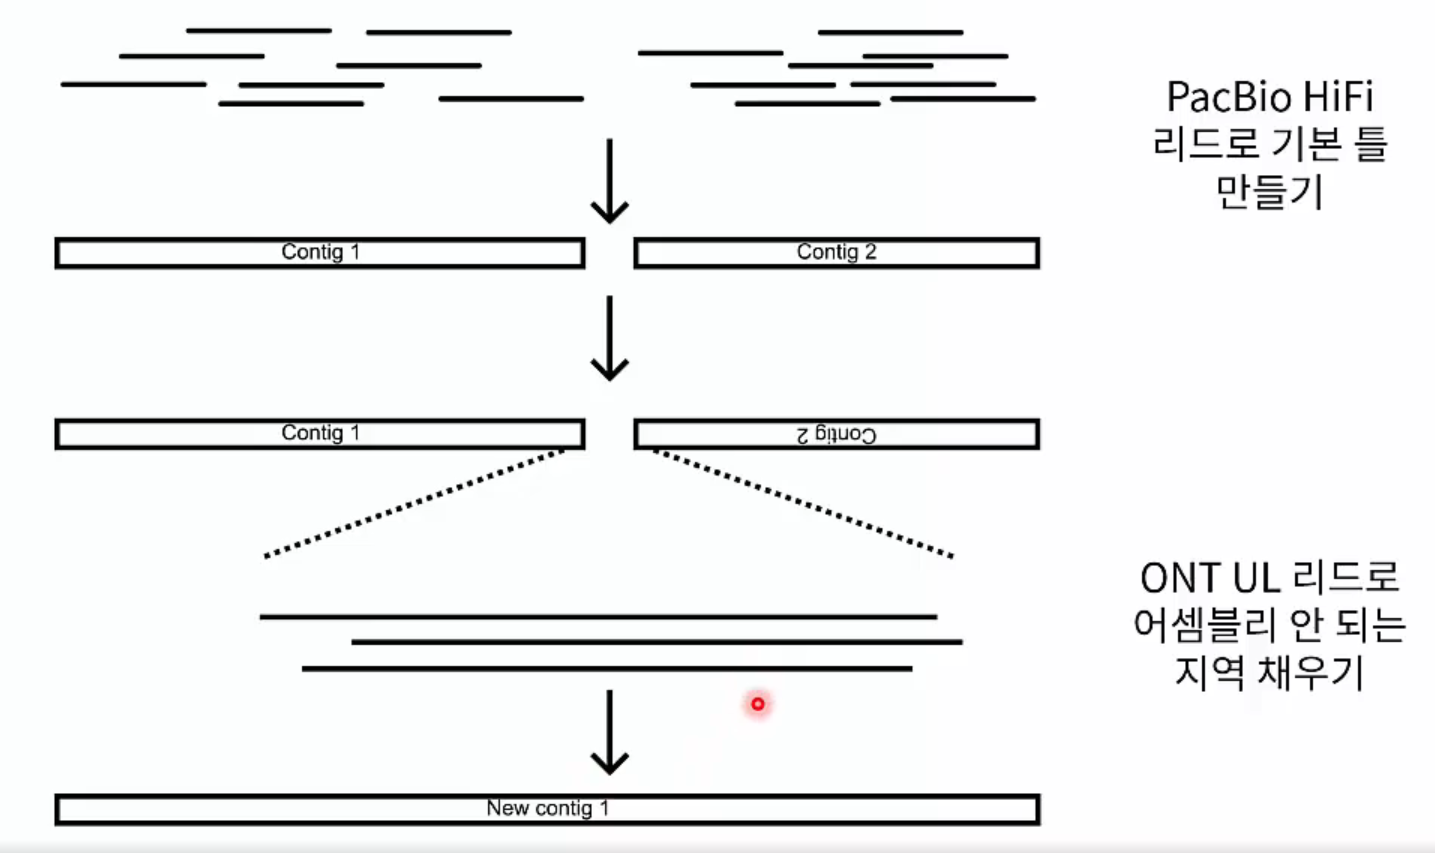 PacBio HiFi
리드로 기본 틀
만들기
Contig 1
Contig 2
Contig 1
Contig 2
ONT UL 리드로
어셈블리 안 되는
지역 채우기
New contig 1